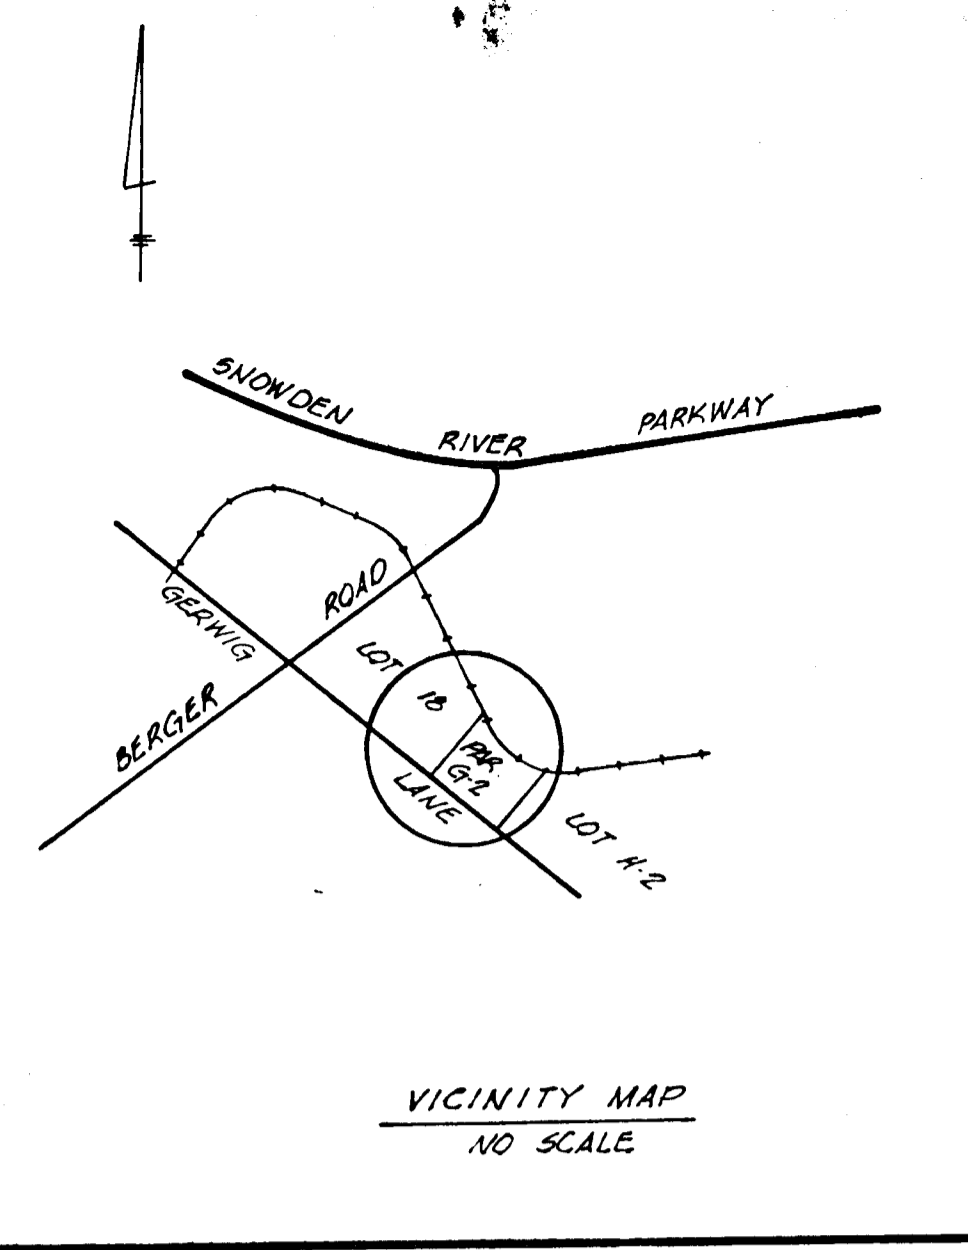 SNOWDEN RIVER PARKWAY
GERWIG LANE
BERGER ROAD
LOT 18
PAR.
G-2
LOT H-2
VICINITY MAP
NO SCALE